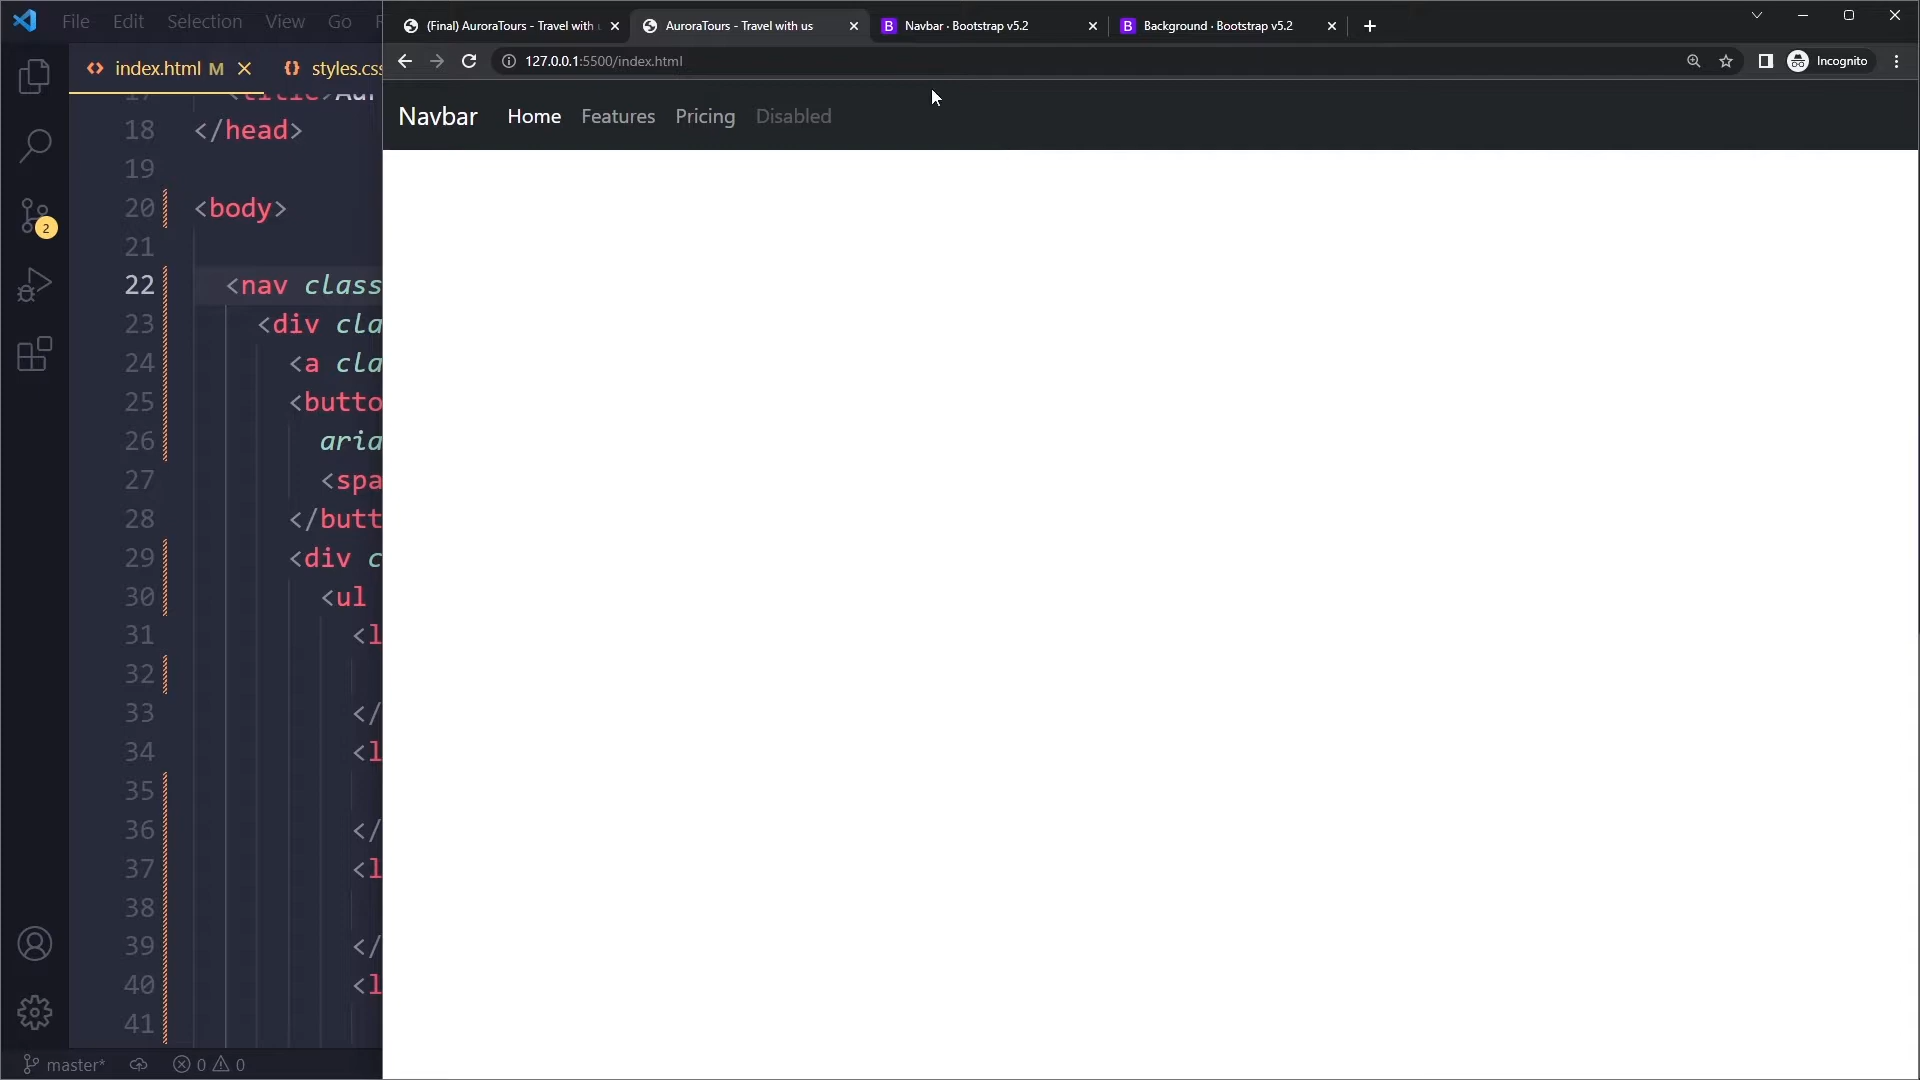 File Edit Selection View Go
(Final) AuroraTours - Travel with
AuroraTours - Travel with us
Navbar · Bootstrap v5.2
Background · Bootstrap v5.2
index.html M
styles.css
127.0.0.1:5500/index.html
Incognito
Navbar Home Features Pricing Disabled
18 </head>
19
20 <body>
21
22 <nav class
23 <div cla
24 <a cla
25 <butto
26 aria
27 <spa
28 </butt
29 <div c
30 <ul
31 <l
32
33 </
34 <l
35
36 </
37 <l
38
39 </
40 <l
41
2
master* 0 0